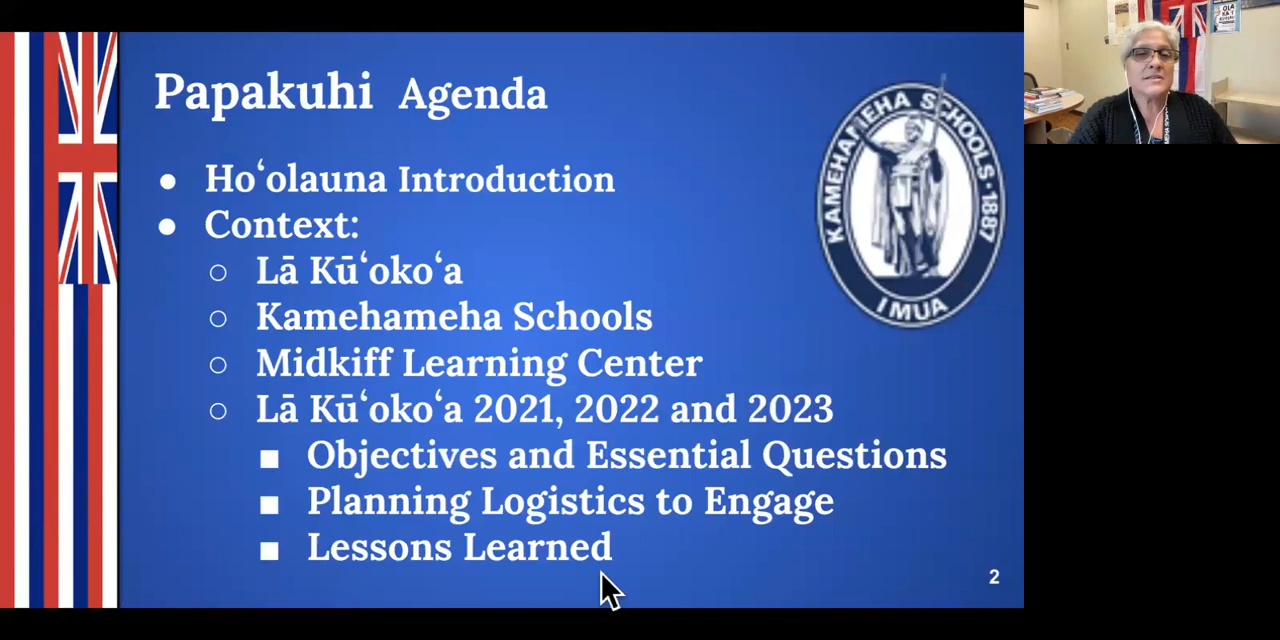 Papakuhi Agenda
● Hoʻolauna Introduction
● Context:
○ Lā Kūʻokoʻa
○ Kamehameha Schools
○ Midkiff Learning Center
○ Lā Kūʻokoʻa 2021, 2022 and 2023
■ Objectives and Essential Questions
■ Planning Logistics to Engage
■ Lessons Learned
KAMEHAMEHA SCHOOLS · 1887
IMUA
2